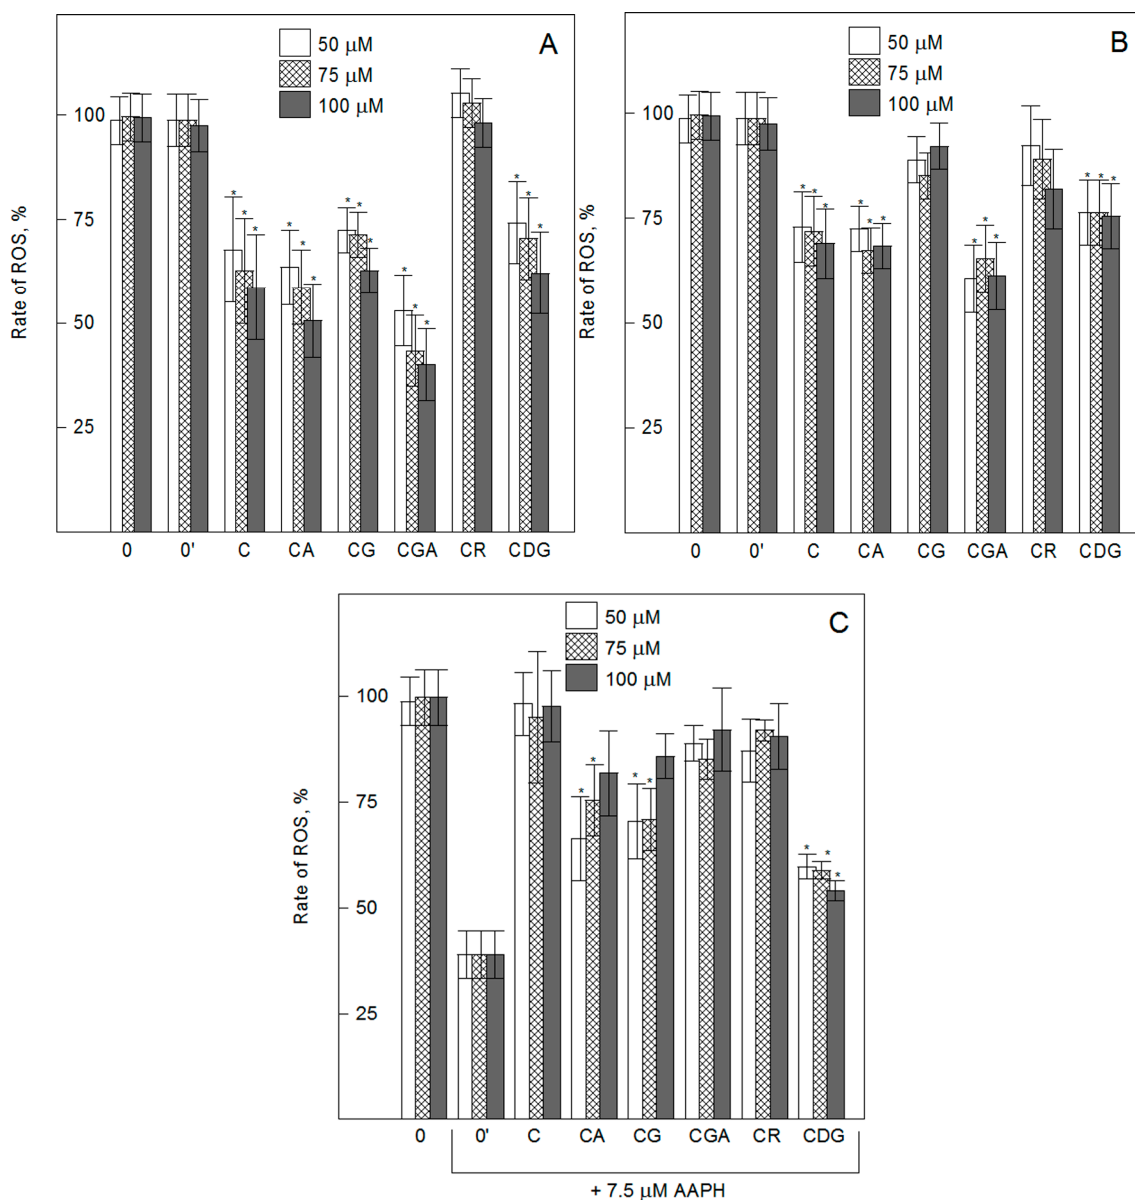 A
50 μM
75 μM
100 μM
Rate of ROS, %
100
75
50
25
0 0' C CA CG CGA CR CDG
* * * * * * * * * * * * * * *
B
50 μM
75 μM
100 μM
Rate of ROS, %
100
75
50
25
0 0' C CA CG CGA CR CDG
* * * * * * * * * * * *
C
50 μM
75 μM
100 μM
Rate of ROS, %
100
75
50
25
0 0' C CA CG CGA CR CDG
* * * * * * *
+ 7.5 μM AAPH